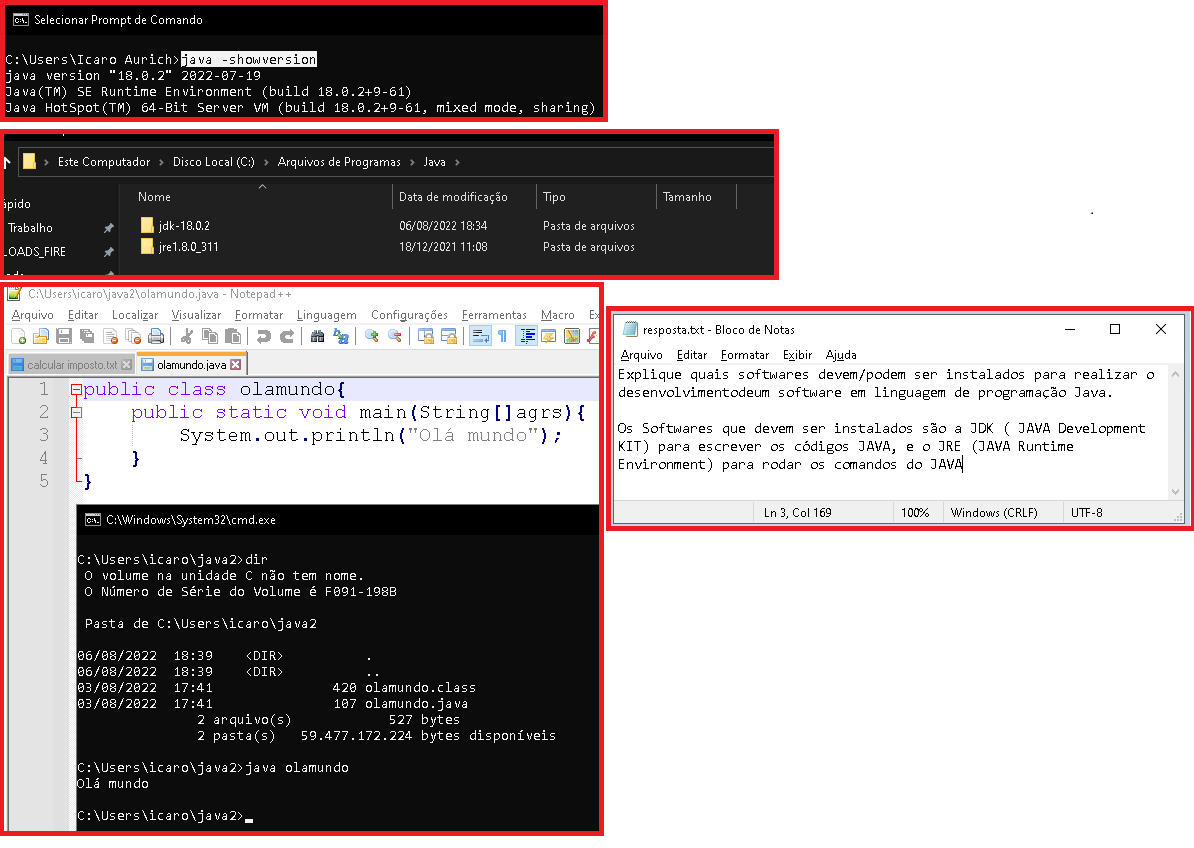 Selecionar Prompt de Comando
C:\Users\Icaro Aurich>java -showversion
java version "18.0.2" 2022-07-19
Java(TM) SE Runtime Environment (build 18.0.2+9-61)
Java HotSpot(TM) 64-Bit Server VM (build 18.0.2+9-61, mixed mode, sharing)
Este Computador > Disco Local (C:) > Arquivos de Programas > Java >
Nome Data de modificação Tipo Tamanho
ápido
Trabalho
LOADS_FIRE
jdk-18.0.2 06/08/2022 18:34 Pasta de arquivos
jre1.8.0_311 18/12/2021 11:08 Pasta de arquivos
C:\Users\icaro\java2\olamundo.java - Notepad++
Arquivo Editar Localizar Visualizar Formatar Linguagem Configurações Ferramentas Macro Ex
calcular imposto.txt olamundo.java
1 public class olamundo{
2 public static void main(String[]agrs){
3 System.out.println("Olá mundo");
4 }
5 }
C:\Windows\System32\cmd.exe
C:\Users\icaro\java2>dir
O volume na unidade C não tem nome.
O Número de Série do Volume é F091-198B
Pasta de C:\Users\icaro\java2
06/08/2022 18:39 <DIR> .
06/08/2022 18:39 <DIR> ..
03/08/2022 17:41 420 olamundo.class
03/08/2022 17:41 107 olamundo.java
2 arquivo(s) 527 bytes
2 pasta(s) 59.477.172.224 bytes disponíveis
C:\Users\icaro\java2>java olamundo
Olá mundo
C:\Users\icaro\java2>
resposta.txt - Bloco de Notas
Arquivo Editar Formatar Exibir Ajuda
Explique quais softwares devem/podem ser instalados para realizar o
desenvolvimentodeum software em linguagem de programação Java.
Os Softwares que devem ser instalados são a JDK ( JAVA Development
KIT) para escrever os códigos JAVA, e o JRE (JAVA Runtime
Environment) para rodar os comandos do JAVA
Ln 3, Col 169 100% Windows (CRLF) UTF-8